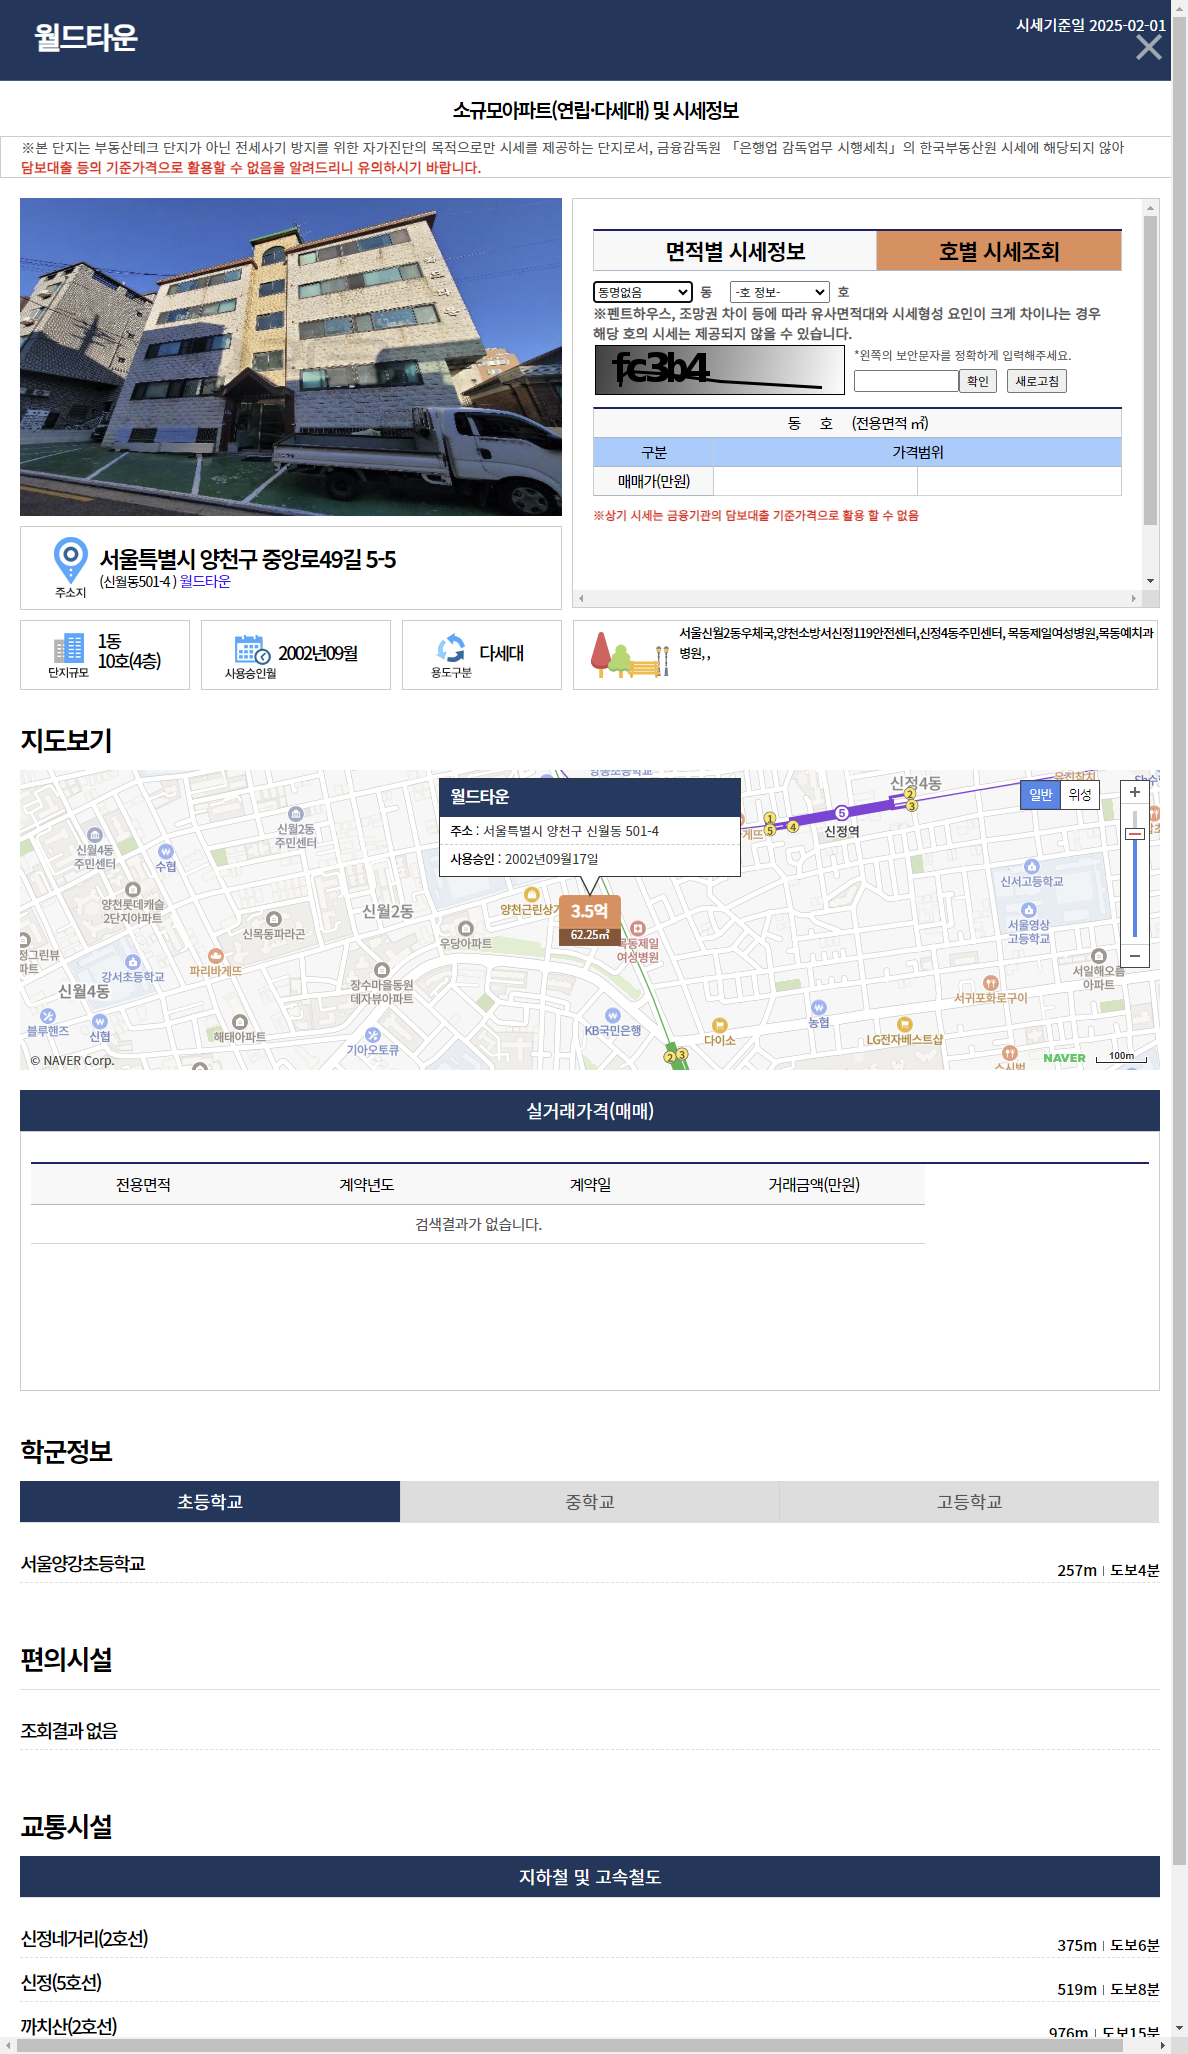 월드타운
시세기준일 2025-02-01
소규모아파트(연립·다세대) 및 시세정보
※본 단지는 부동산테크 단지가 아닌 전세사기 방지를 위한 자가진단의 목적으로만 시세를 제공하는 단지로서, 금융감독원 「은행업 감독업무 시행세칙」의 한국부동산원 시세에 해당되지 않아
담보대출 등의 기준가격으로 활용할 수 없음을 알려드리니 유의하시기 바랍니다.
면적별 시세정보
호별 시세조회
동명없음 동 -호 정보- 호
※펜트하우스, 조망권 차이 등에 따라 유사면적대와 시세형성 요인이 크게 차이나는 경우
해당 호의 시세는 제공되지 않을 수 있습니다.
fc3b4
*왼쪽의 보안문자를 정확하게 입력해주세요.
확인 새로고침
동 호 (전용면적 ㎡)
구분 가격범위
매매가(만원)
※상기 시세는 금융기관의 담보대출 기준가격으로 활용 할 수 없음
주소지
서울특별시 양천구 중앙로49길 5-5
(신월동501-4 ) 월드타운
단지규모
1동
10호(4층)
사용승인월
2002년09월
용도구분
다세대
서울신월2동우체국,양천소방서신정119안전센터,신정4동주민센터, 목동제일여성병원,목동예치과
병원, ,
지도보기
월드타운
주소 : 서울특별시 양천구 신월동 501-4
사용승인 : 2002년09월17일
3.5억
62.25㎡
신정4동
일반 위성
신월4동
주민센터
수협
신월2동
주민센터
1
5
4
5
2
3
신정역
신서고등학교
양천롯데캐슬
2단지아파트
신목동파라곤
신월2동
양천근린상가
우당아파트
목동제일
여성병원
서울영상
고등학교
강서초등학교
파리바게뜨
장수마을동원
데자뷰아파트
서일해오름
아파트
신월4동
서귀포화로구이
블루핸즈
신협
해태아파트
기아오토큐
KB국민은행
다이소
농협
LG전자베스트샵
2 3
© NAVER Corp.
NAVER
100m
실거래가격(매매)
전용면적 계약년도 계약일 거래금액(만원)
검색결과가 없습니다.
학군정보
초등학교 중학교 고등학교
서울양강초등학교 257m 도보4분
편의시설
조회결과 없음
교통시설
지하철 및 고속철도
신정네거리(2호선) 375m 도보6분
신정(5호선) 519m 도보8분
까치산(2호선) 976m 도보15분